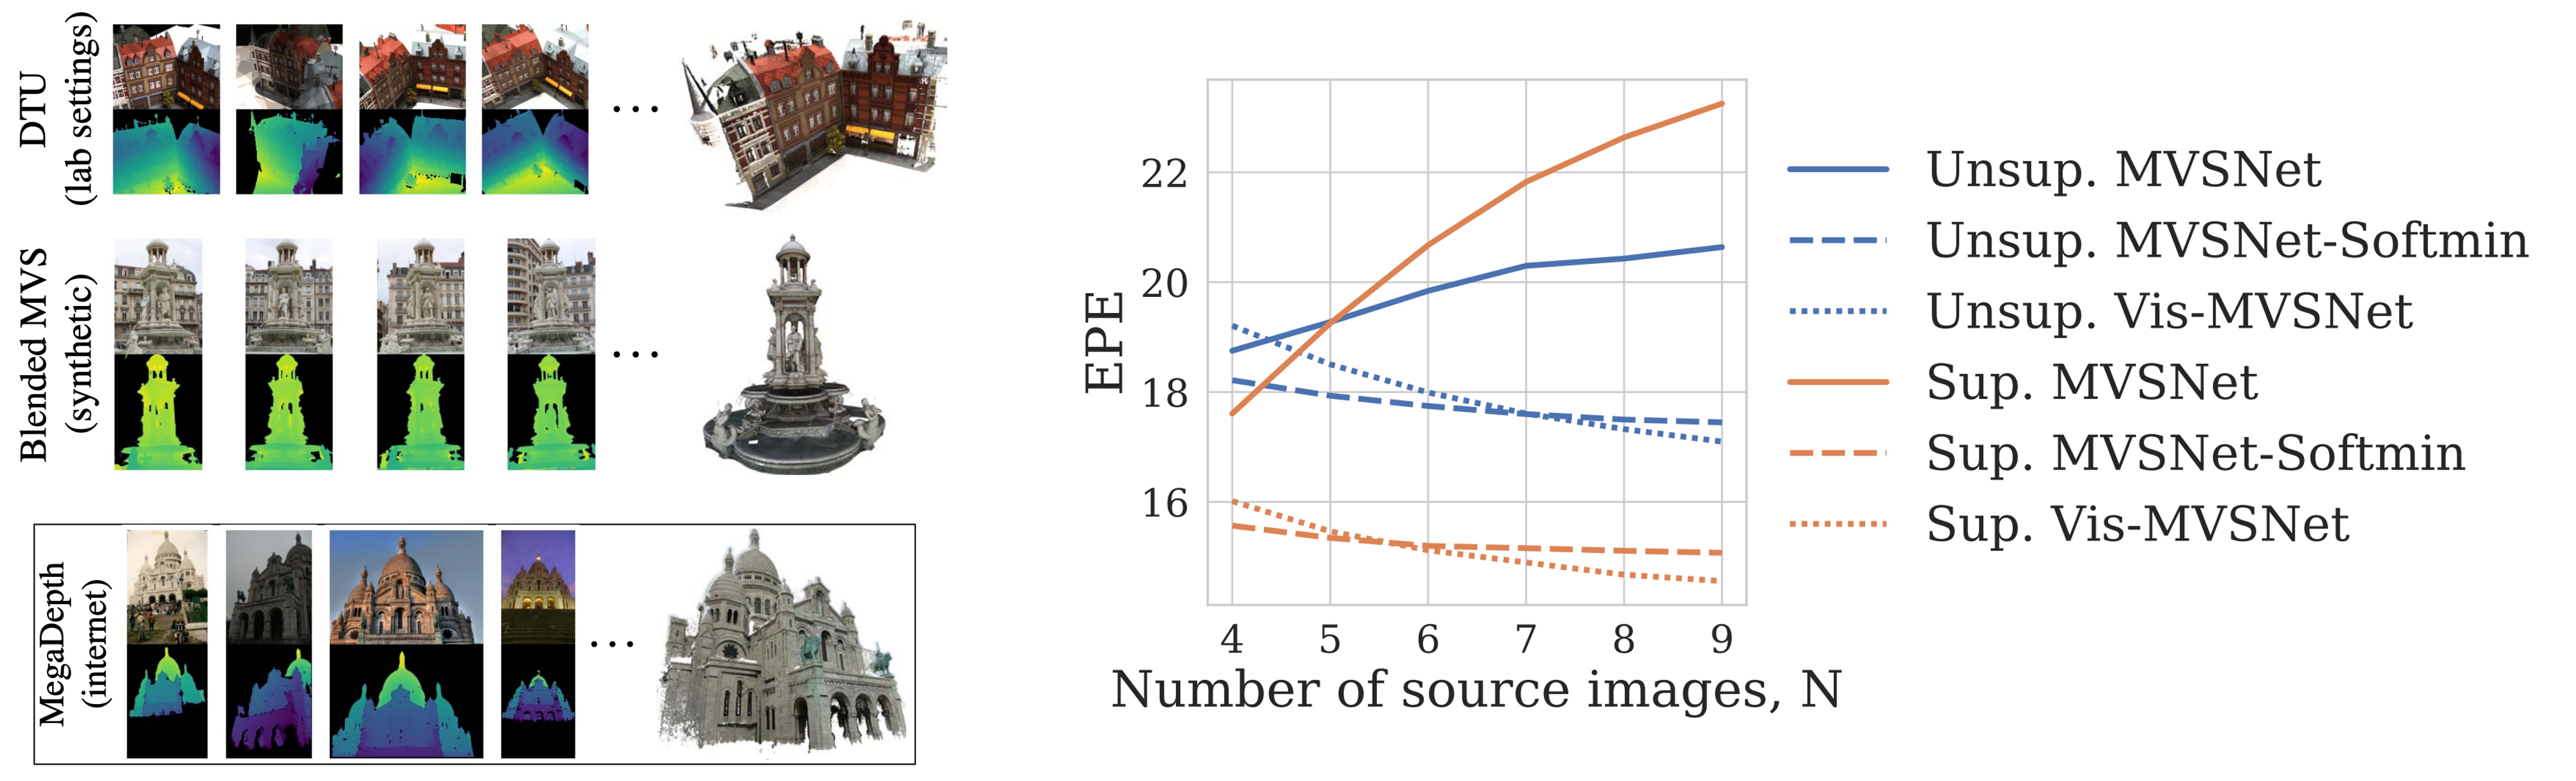 DTU
(lab settings)
...
Blended MVS
(synthetic)
...
MegaDepth
(internet)
...
EPE
22
20
18
16
4 5 6 7 8 9
Number of source images, N
Unsup. MVSNet
Unsup. MVSNet-Softmin
Unsup. Vis-MVSNet
Sup. MVSNet
Sup. MVSNet-Softmin
Sup. Vis-MVSNet